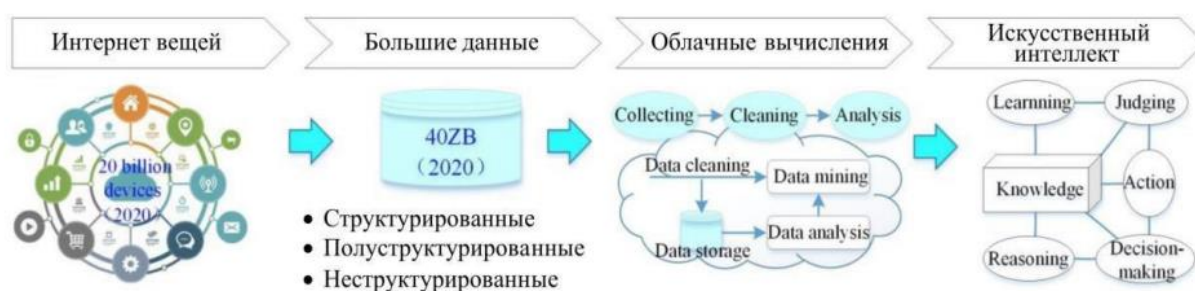 Интернет вещей
Большие данные
Облачные вычисления
Искусственный
интеллект
20 billion
devices
(2020)
40ZB
(2020)
• Структурированные
• Полуструктурированные
• Неструктурированные
Collecting
Cleaning
Analysis
Data cleaning
Data mining
Data storage
Data analysis
Learnning
Judging
Knowledge
Action
Reasoning
Decision-
making